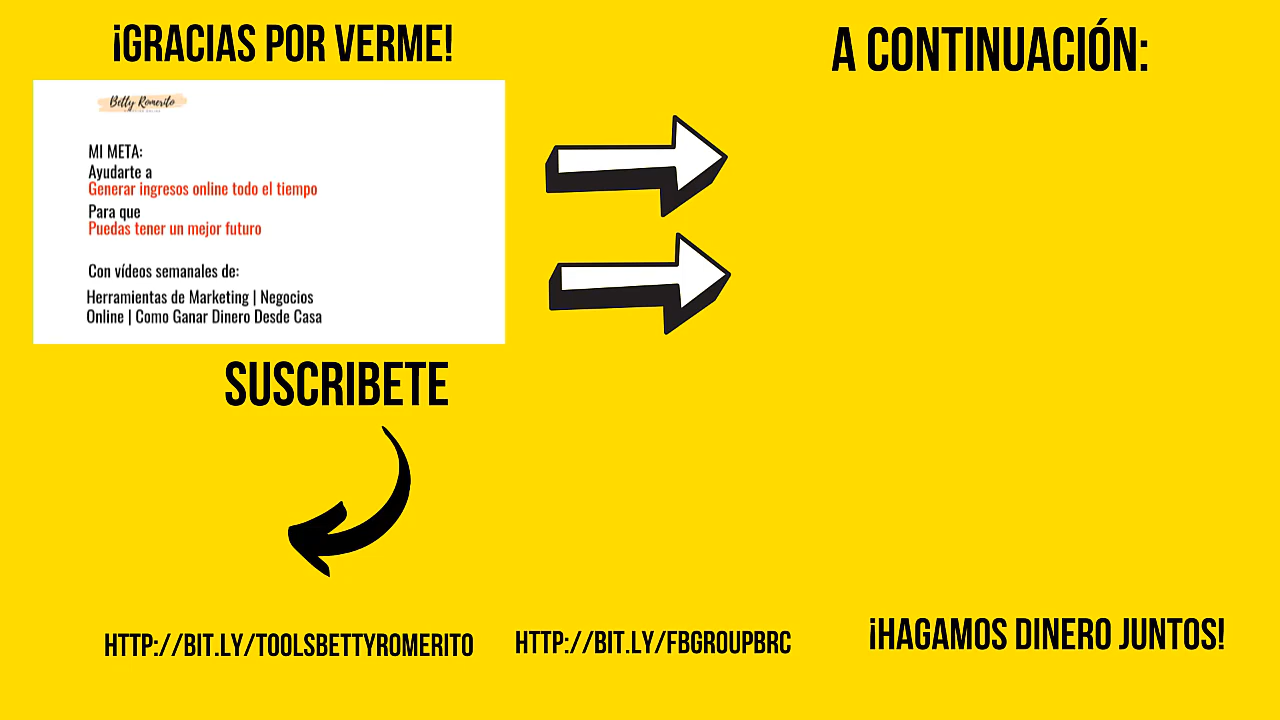 ¡GRACIAS POR VERME!
Betty Romerito
MI META:
Ayudarte a
Generar ingresos online todo el tiempo
Para que
Puedas tener un mejor futuro
Con vídeos semanales de:
Herramientas de Marketing | Negocios
Online | Como Ganar Dinero Desde Casa
SUSCRIBETE
HTTP://BIT.LY/TOOLSBETTYROMERITO
A CONTINUACIÓN:
HTTP://BIT.LY/FBGROUPBRC
¡HAGAMOS DINERO JUNTOS!